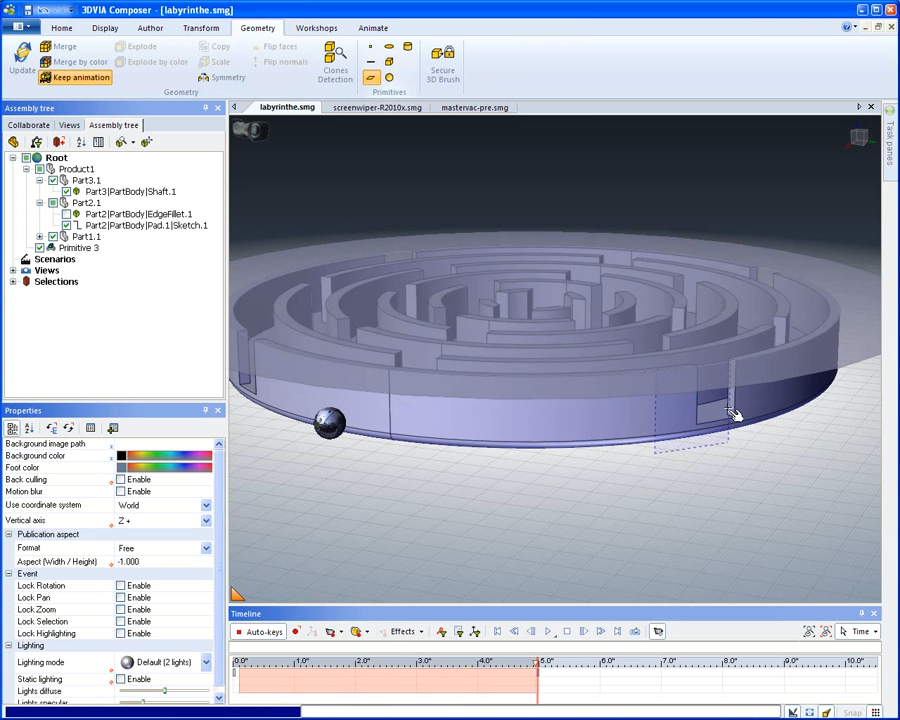 3DVIA Composer - [labyrinthe.smg]
Home Display Author Transform Geometry Workshops Animate
Update
Merge
Merge by color
Keep animation
Explode
Explode by color
Copy
Scale
Symmetry
Flip faces
Flip normals
Clones Detection
Secure 3D Brush
Geometry
Primitives
Assembly tree
labyrinthe.smg screenwiper-R2010x.smg mastervac-pre.smg
Task panes
Collaborate Views Assembly tree
Root
Product1
Part3.1
Part3|PartBody|Shaft.1
Part2.1
Part2|PartBody|EdgeFillet.1
Part2|PartBody|Pad.1|Sketch.1
Part1.1
Primitive 3
Scenarios
Views
Selections
Properties
Background image path
Background color
Foot color
Back culling Enable
Motion blur Enable
Use coordinate system World
Vertical axis Z +
Publication aspect
Format Free
Aspect (Width / Height) -1.000
Event
Lock Rotation Enable
Lock Pan Enable
Lock Zoom Enable
Lock Selection Enable
Lock Highlighting Enable
Lighting
Lighting mode Default (2 lights)
Static lighting Enable
Lights diffuse
Lights specular
Timeline
Auto-keys Effects Time
0.0" 1.0" 2.0" 3.0" 4.0" 5.0" 6.0" 7.0" 8.0" 9.0" 10.0"
Snap